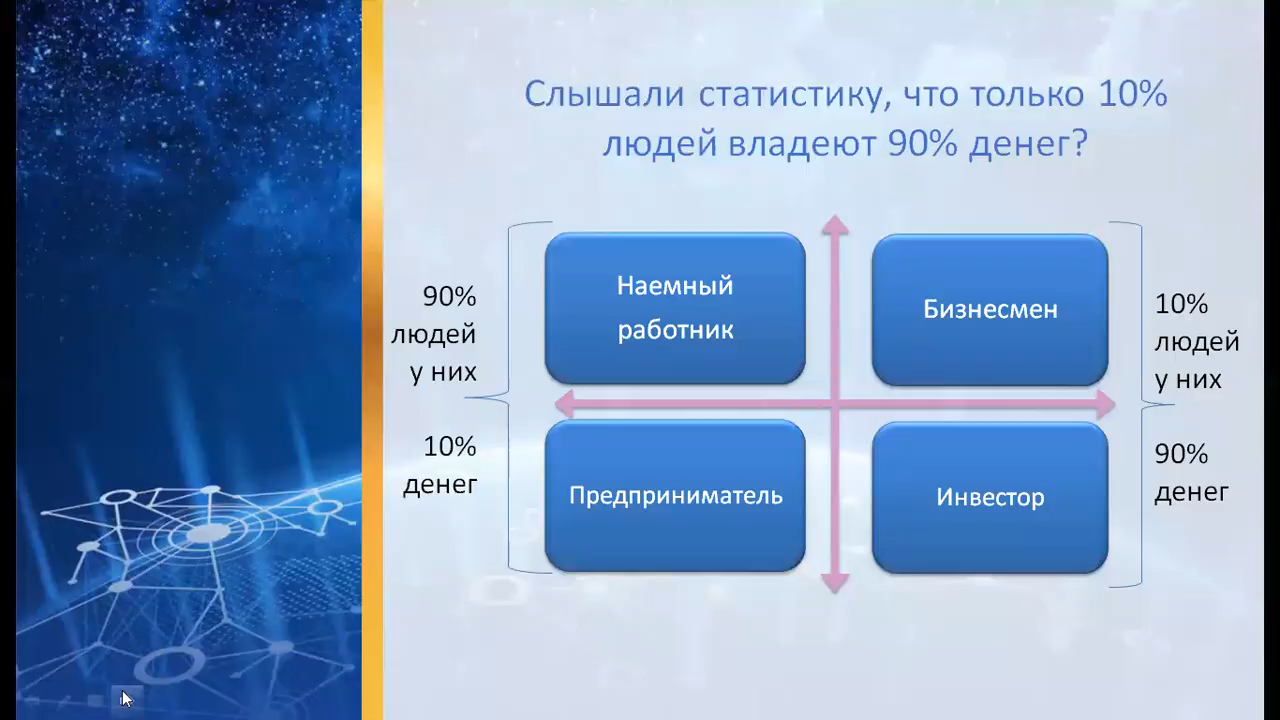 Слышали статистику, что только 10%
людей владеют 90% денег?
90%
людей
у них
10%
денег
Наемный
работник
Бизнесмен
Предприниматель
Инвестор
10%
людей
у них
90%
денег